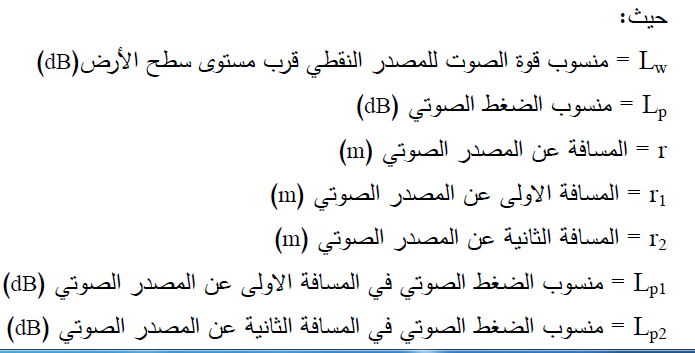 حيث:
Lw = منسوب قوة الصوت للمصدر النقطي قرب مستوى سطح الأرض(dB)
Lp = منسوب الضغط الصوتي (dB)
r = المسافة عن المصدر الصوتي (m)
r1 = المسافة الاولى عن المصدر الصوتي (m)
r2 = المسافة الثانية عن المصدر الصوتي (m)
Lp1 = منسوب الضغط الصوتي في المسافة الاولى عن المصدر الصوتي (dB)
Lp2 = منسوب الضغط الصوتي في المسافة الثانية عن المصدر الصوتي (dB)